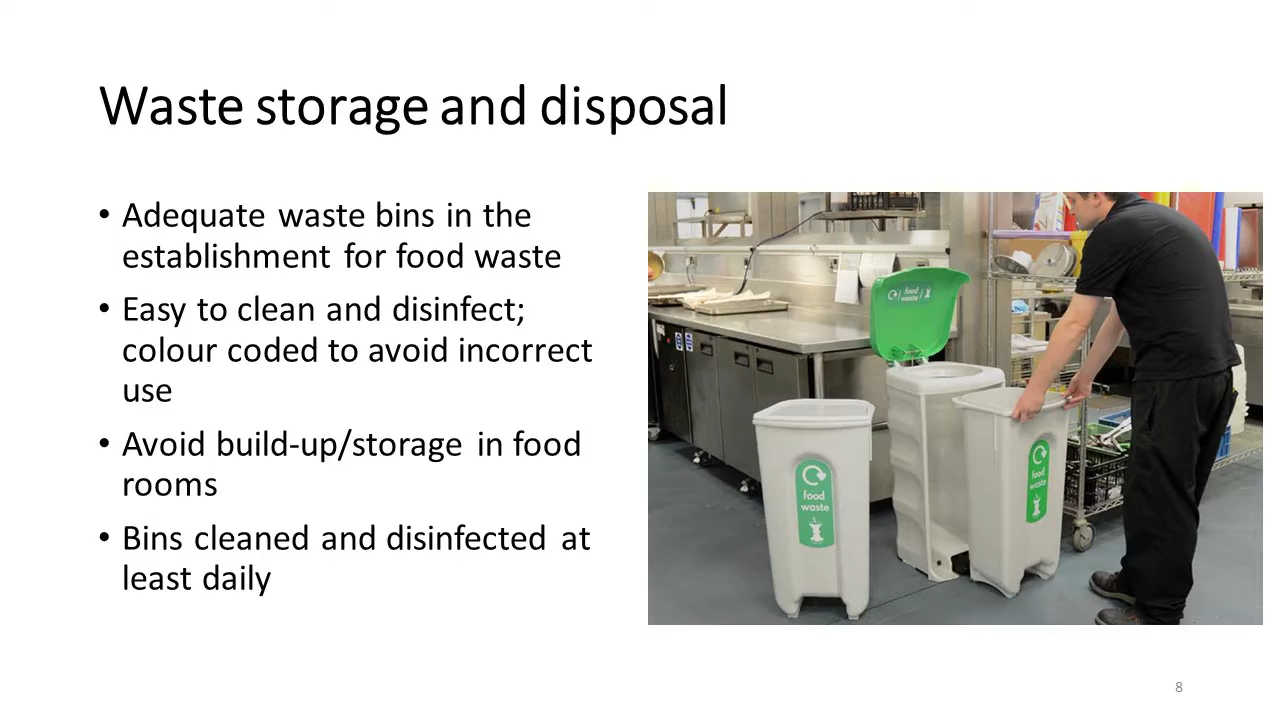 Waste storage and disposal
• Adequate waste bins in the
establishment for food waste
• Easy to clean and disinfect;
colour coded to avoid incorrect
use
• Avoid build-up/storage in food
rooms
• Bins cleaned and disinfected at
least daily
food
waste
food
waste
food
waste
8